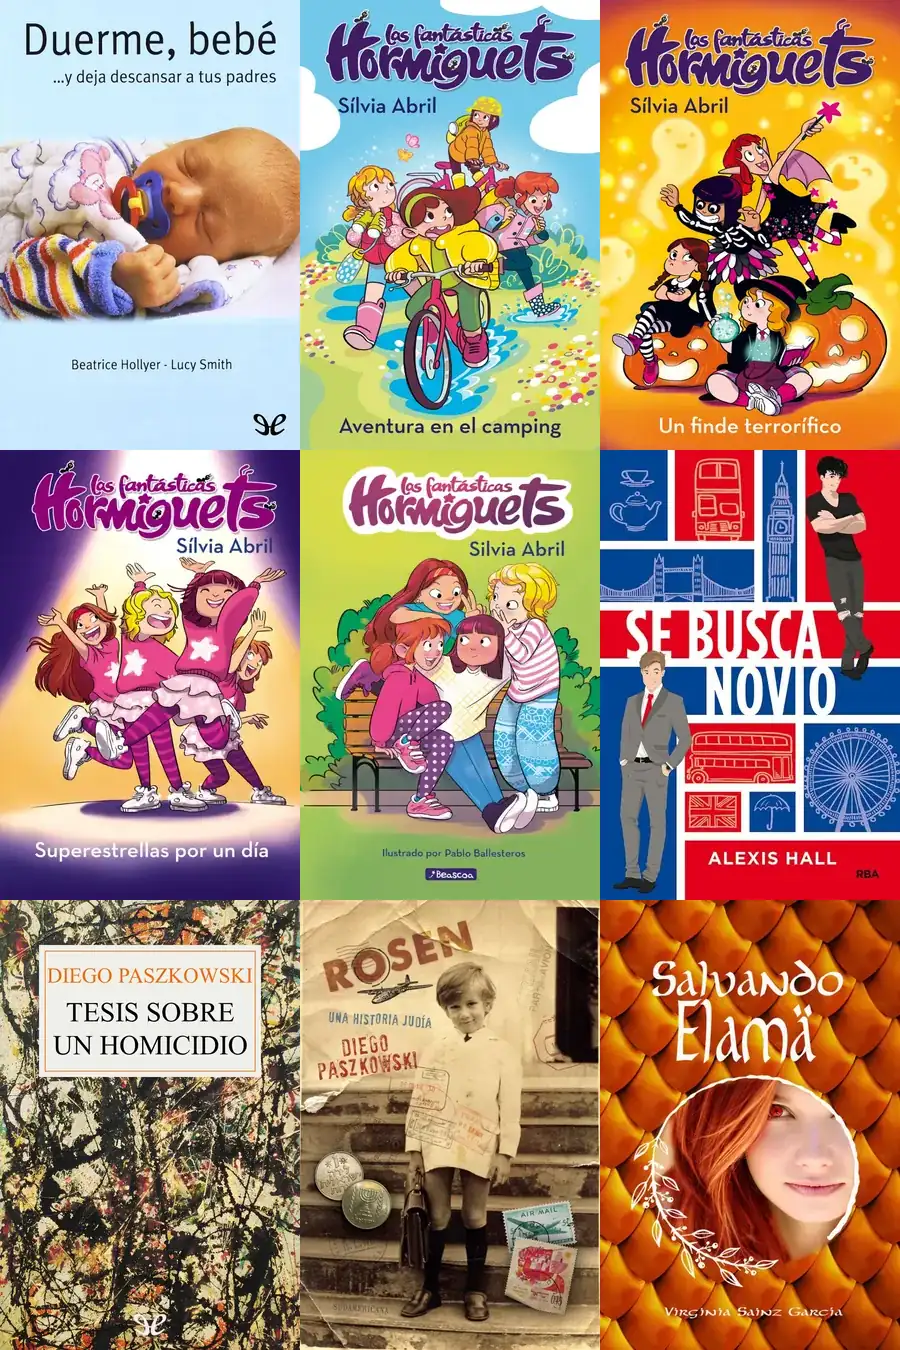 Duerme, bebé
...y deja descansar a tus padres
Beatrice Hollyer - Lucy Smith
las fantásticas
Hormiguets
Sílvia Abril
Aventura en el camping
las fantásticas
Hormiguets
Sílvia Abril
Un finde terrorífico
las fantásticas
Hormiguets
Sílvia Abril
Superestrellas por un día
las fantásticas
Hormiguets
Silvia Abril
Ilustrado por Pablo Ballesteros
Beascoa
SE BUSCA
NOVIO
ALEXIS HALL
RBA
DIEGO PASZKOWSKI
TESIS SOBRE
UN HOMICIDIO
ROSEN
UNA HISTORIA JUDÍA
DIEGO
PASZKOWSKI
AIR MAIL
SUDAMERICANA
Salvando
Elamä
Virginia Sainz García